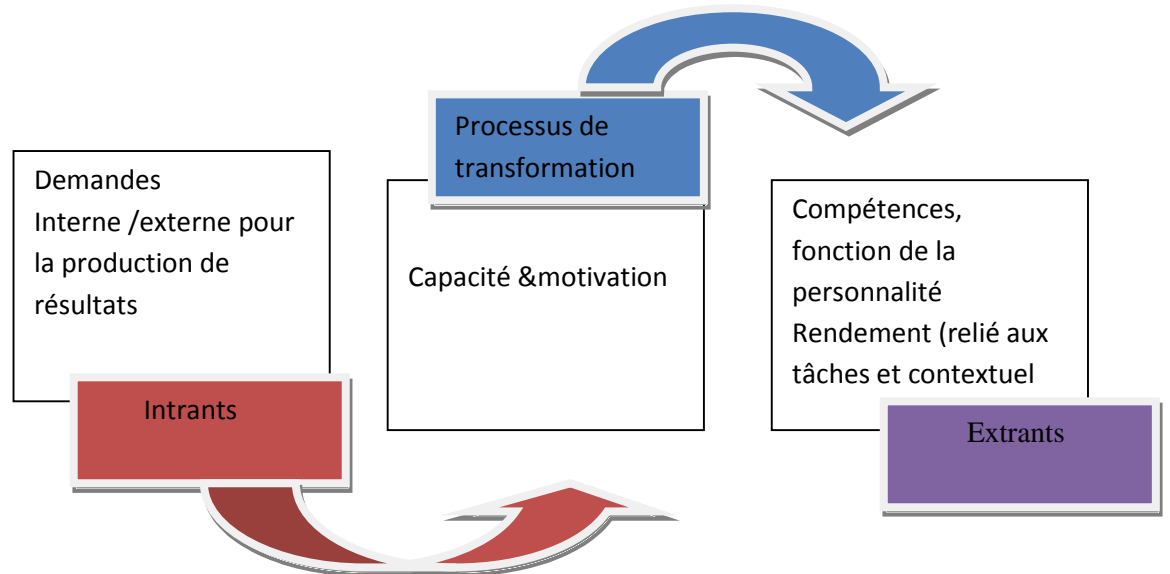 Demandes
Interne /externe pour
la production de
résultats
Intrants
Processus de
transformation
Capacité &motivation
Compétences,
fonction de la
personnalité
Rendement (relié aux
tâches et contextuel
Extrants